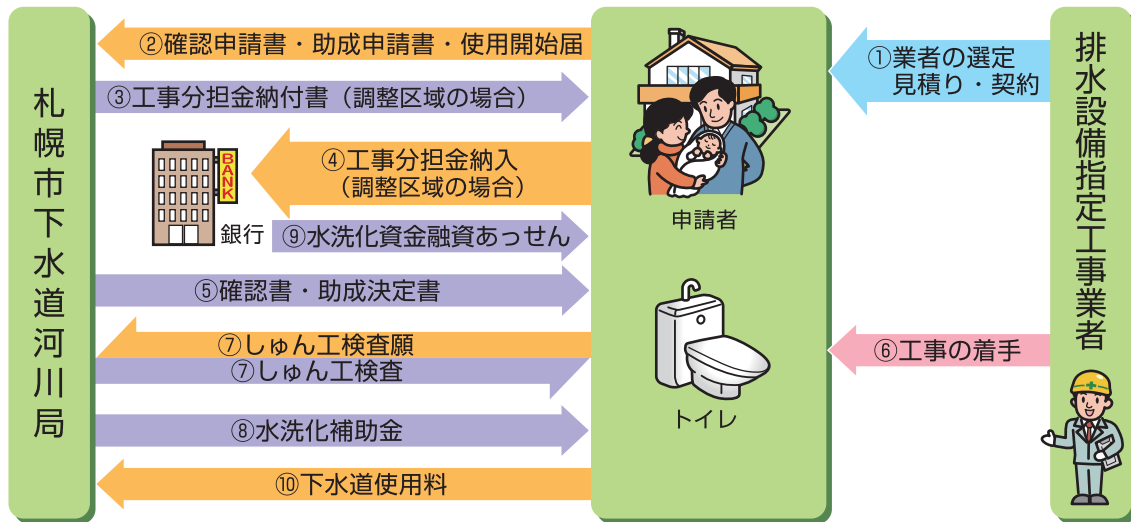 札幌市下水道河川局
②確認申請書・助成申請書・使用開始届
③工事分担金納付書（調整区域の場合）
④工事分担金納入
（調整区域の場合）
BANK
銀行
⑨水洗化資金融資あっせん
⑤確認書・助成決定書
⑦しゅん工検査願
⑦しゅん工検査
⑧水洗化補助金
⑩下水道使用料
申請者
トイレ
①業者の選定
見積り・契約
⑥工事の着手
排水設備指定工事業者